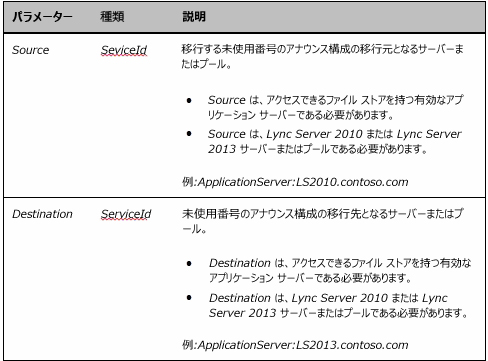 パラメーター 種類 説明
Source SeviceId 移行する未使用番号のアナウンス構成の移行元となるサーバーま
たはプール。
● Source は、アクセスできるファイル ストアを持つ有効なアプ
リケーション サーバーである必要があります。
● Source は、Lync Server 2010 または Lync Server
2013 サーバーまたはプールである必要があります。
例:ApplicationServer:LS2010.contoso.com
Destination ServiceId 未使用番号のアナウンス構成の移行先となるサーバーまたはプ
ール。
● Destination は、アクセスできるファイル ストアを持つ有効な
アプリケーション サーバーである必要があります。
● Destination は、Lync Server 2010 または Lync
Server 2013 サーバーまたはプールである必要があります。
例:ApplicationServer:LS2013.contoso.com